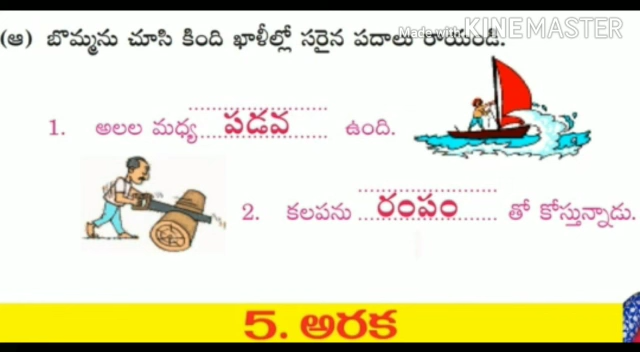 (ఆ) బొమ్మను చూసి కింది ఖాళీల్లో సరైన పదాలు రాయండి.
Made with KINEMASTER
1. అలల మధ్య......పడవ...... ఉంది.
2. కలపను ......రంపం...... తో కోస్తున్నాడు.
5. అరక